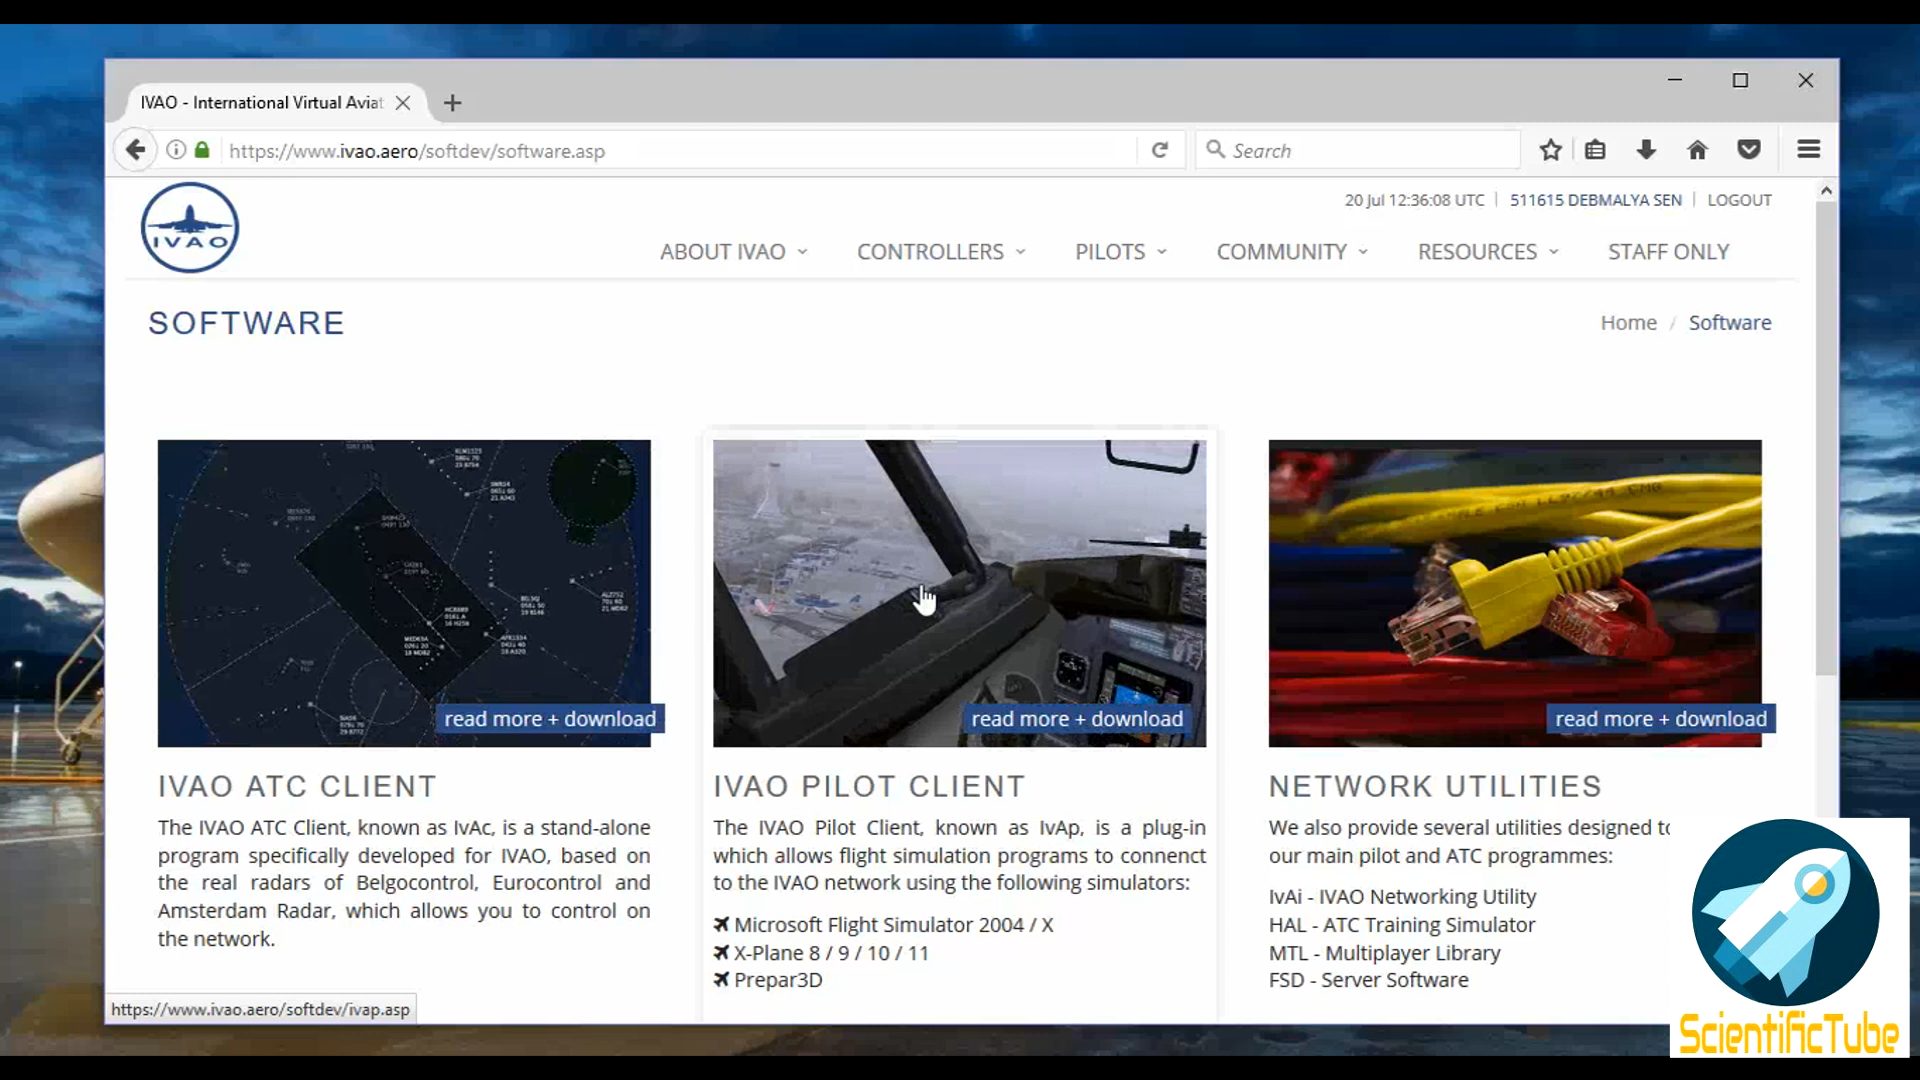 IVAO - International Virtual Aviat
https://www.ivao.aero/softdev/software.asp
Search
20 Jul 12:36:08 UTC
511615 DEBMALYA SEN
LOGOUT
IVAO
ABOUT IVAO
CONTROLLERS
PILOTS
COMMUNITY
RESOURCES
STAFF ONLY
SOFTWARE
Home / Software
read more + download
read more + download
read more + download
IVAO ATC CLIENT
The IVAO ATC Client, known as IvAc, is a stand-alone
program specifically developed for IVAO, based on
the real radars of Belgocontrol, Eurocontrol and
Amsterdam Radar, which allows you to control on
the network.
IVAO PILOT CLIENT
The IVAO Pilot Client, known as IvAp, is a plug-in
which allows flight simulation programs to connenct
to the IVAO network using the following simulators:
Microsoft Flight Simulator 2004 / X
X-Plane 8 / 9 / 10 / 11
Prepar3D
NETWORK UTILITIES
We also provide several utilities designed to
our main pilot and ATC programmes:
IvAi - IVAO Networking Utility
HAL - ATC Training Simulator
MTL - Multiplayer Library
FSD - Server Software
https://www.ivao.aero/softdev/ivap.asp
ScientificTube